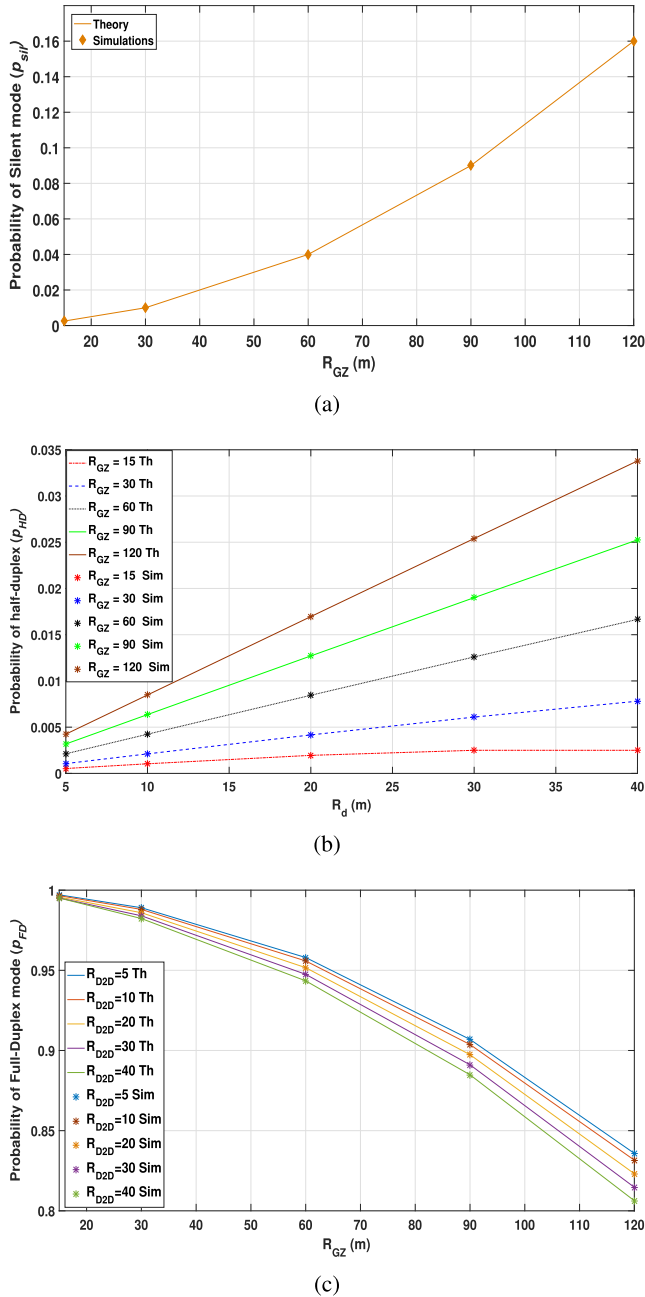 Theory
Simulations
Probability of Silent mode (p_sil)
0.16
0.14
0.12
0.1
0.08
0.06
0.04
0.02
0
20 30 40 50 60 70 80 90 100 110 120
R_GZ (m)
(a)
R_GZ = 15 Th
R_GZ = 30 Th
R_GZ = 60 Th
R_GZ = 90 Th
R_GZ = 120 Th
R_GZ = 15 Sim
R_GZ = 30 Sim
R_GZ = 60 Sim
R_GZ = 90 Sim
R_GZ = 120 Sim
Probability of half-duplex (p_HD)
0.035
0.03
0.025
0.02
0.015
0.01
0.005
0
5 10 15 20 25 30 35 40
R_d (m)
(b)
R_D2D=5 Th
R_D2D=10 Th
R_D2D=20 Th
R_D2D=30 Th
R_D2D=40 Th
R_D2D=5 Sim
R_D2D=10 Sim
R_D2D=20 Sim
R_D2D=30 Sim
R_D2D=40 Sim
Probability of Full-Duplex mode (p_FD)
1
0.95
0.9
0.85
0.8
20 30 40 50 60 70 80 90 100 110 120
R_GZ (m)
(c)